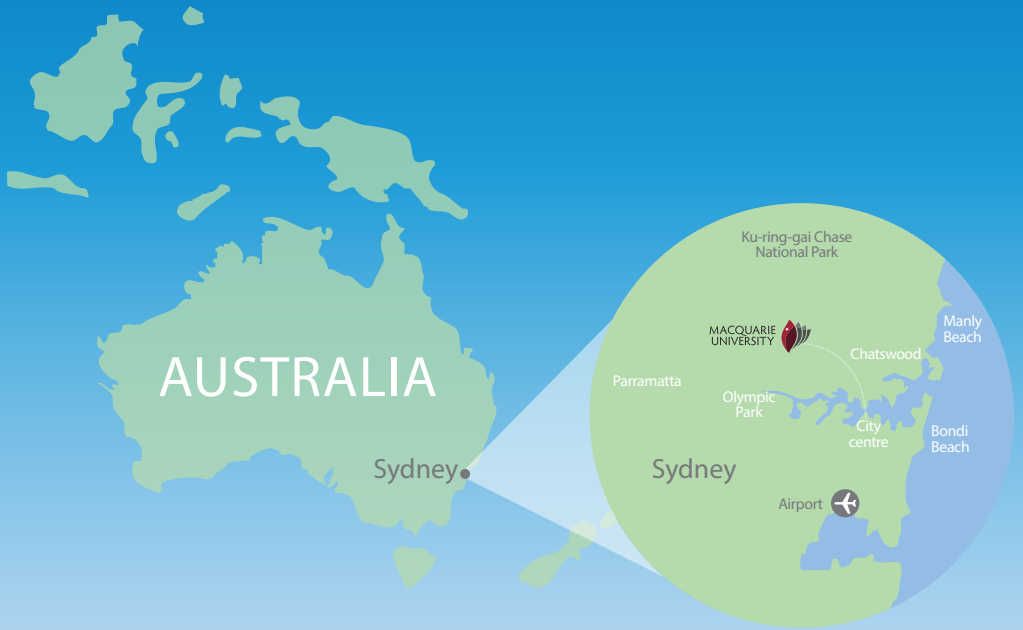 AUSTRALIA
Sydney
Ku-ring-gai Chase
National Park
MACQUARIE
UNIVERSITY
Manly
Beach
Chatswood
Parramatta
Olympic
Park
City
centre
Bondi
Beach
Sydney
Airport